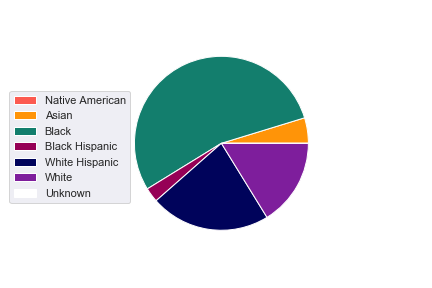 Native American
Asian
Black
Black Hispanic
White Hispanic
White
Unknown